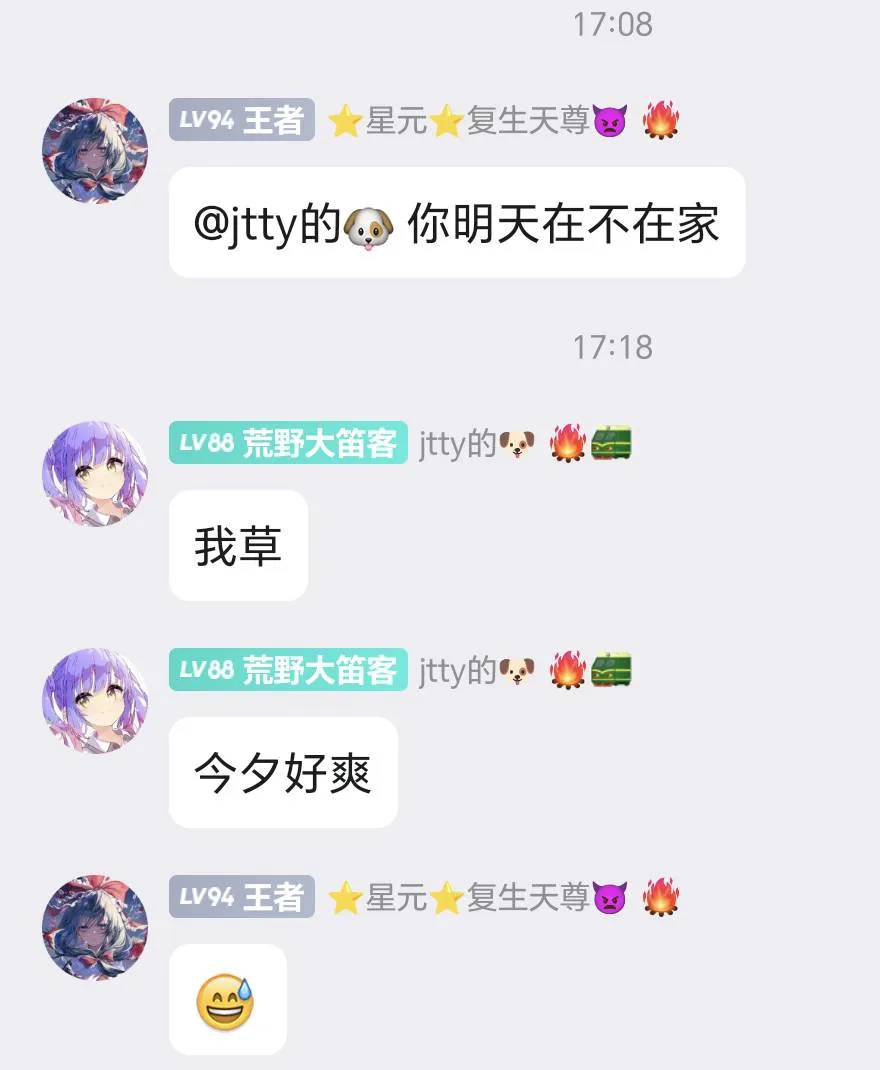 17:08
LV94 王者 ⭐星元⭐复生天尊👿 🔥
@jtty的🐶 你明天在不在家
17:18
LV88 荒野大笛客 jtty的🐶 🔥🚃
我草
LV88 荒野大笛客 jtty的🐶 🔥🚃
今夕好爽
LV94 王者 ⭐星元⭐复生天尊👿 🔥
😅